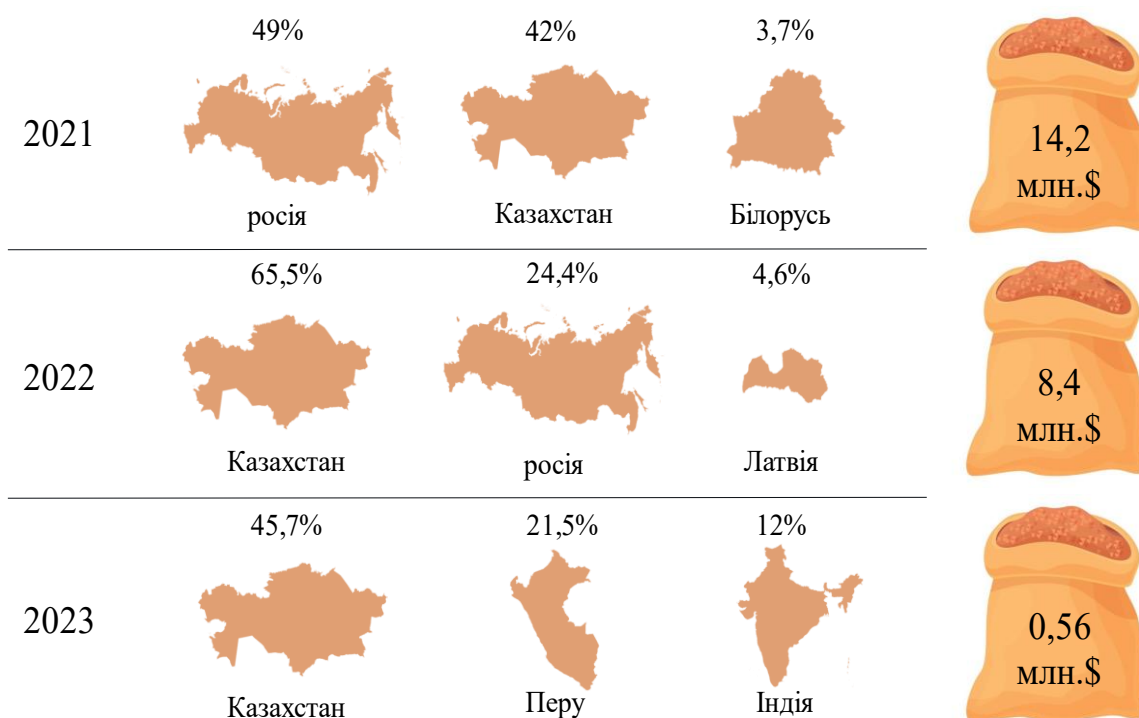 49% 42% 3,7%
2021
росія Казахстан Білорусь
14,2
млн.$
65,5% 24,4% 4,6%
2022
Казахстан росія Латвія
8,4
млн.$
45,7% 21,5% 12%
2023
Казахстан Перу Індія
0,56
млн.$